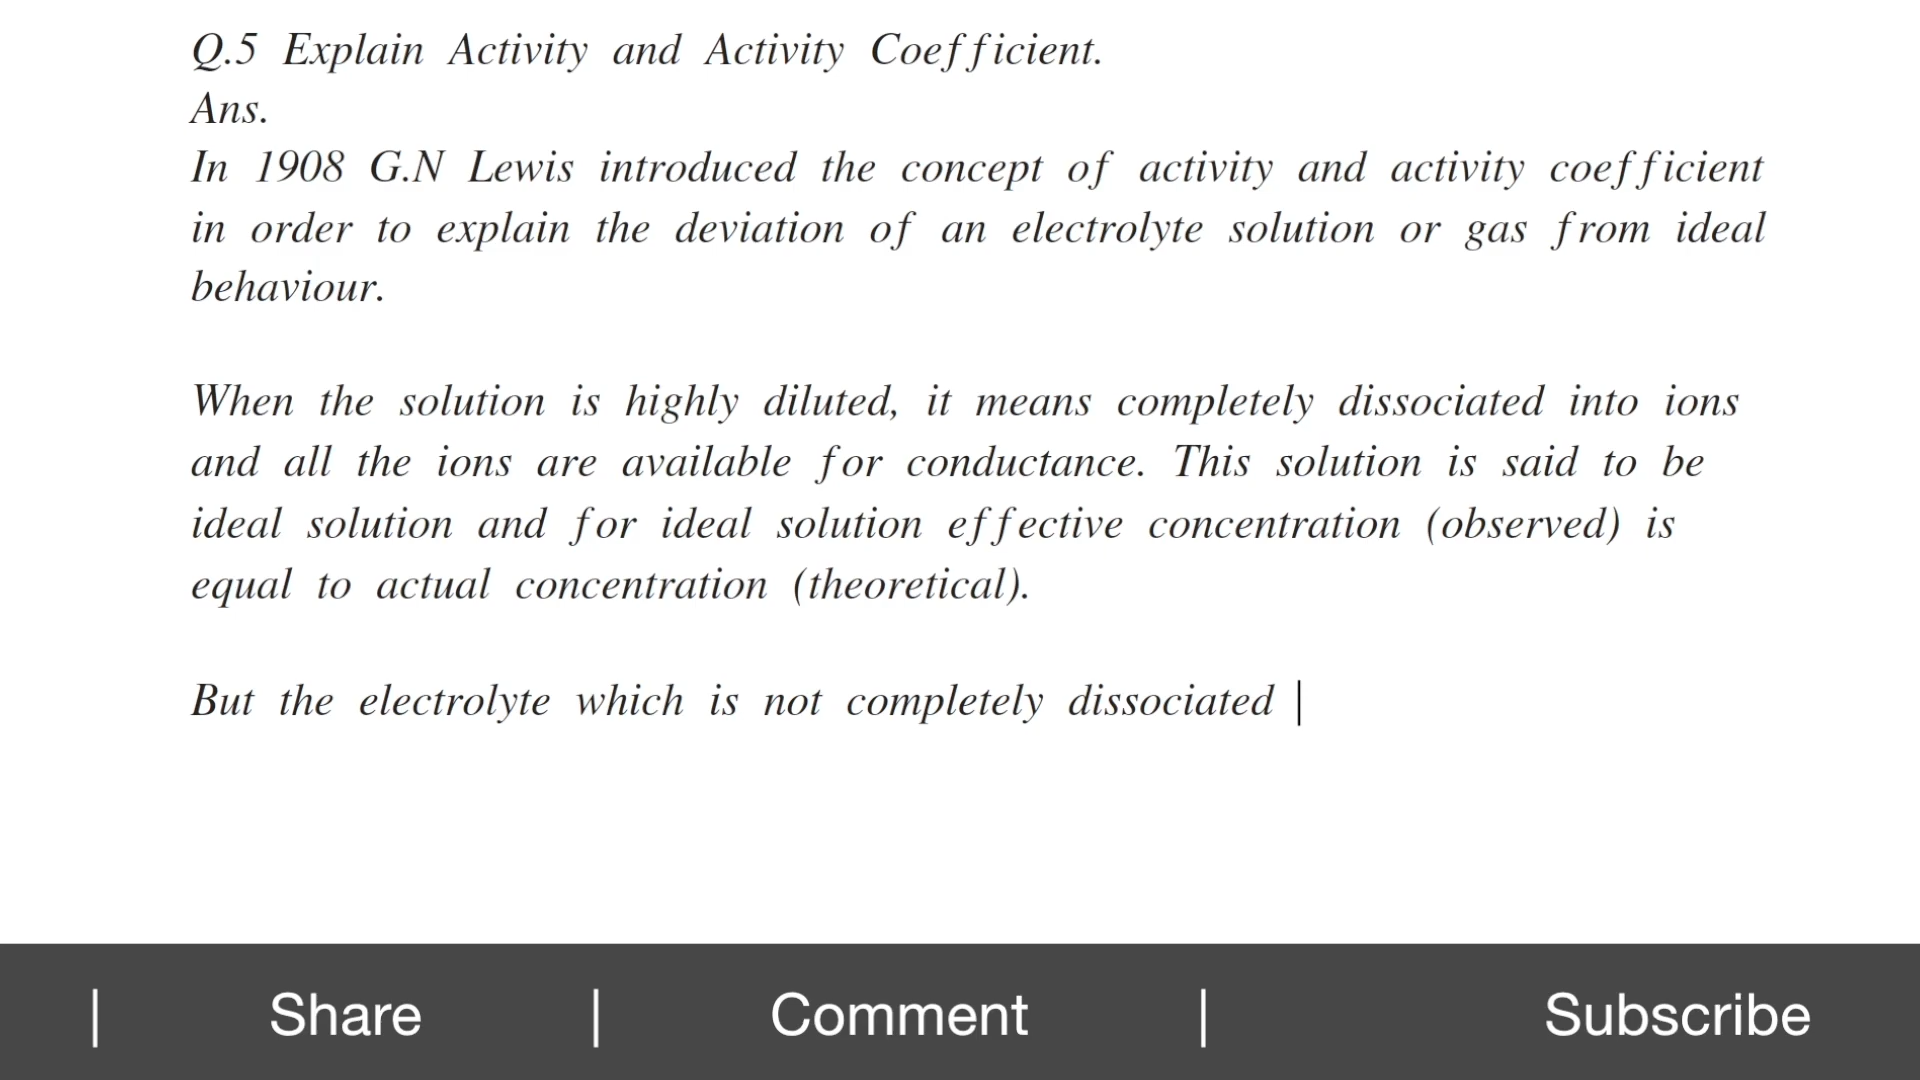 Q.5 Explain Activity and Activity Coefficient.
Ans.
In 1908 G.N Lewis introduced the concept of activity and activity coefficient
in order to explain the deviation of an electrolyte solution or gas from ideal
behaviour.
When the solution is highly diluted, it means completely dissociated into ions
and all the ions are available for conductance. This solution is said to be
ideal solution and for ideal solution effective concentration (observed) is
equal to actual concentration (theoretical).
But the electrolyte which is not completely dissociated
| Share | Comment | Subscribe